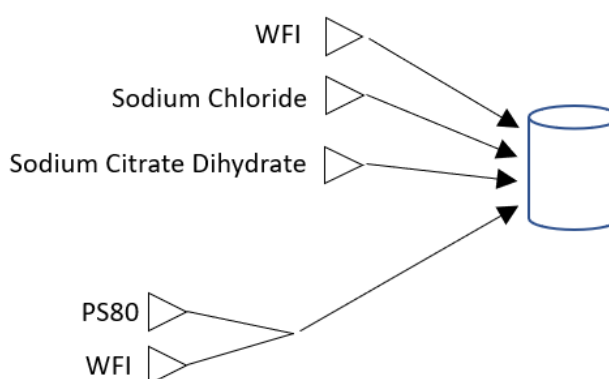 WFI
Sodium Chloride
Sodium Citrate Dihydrate
PS80
WFI